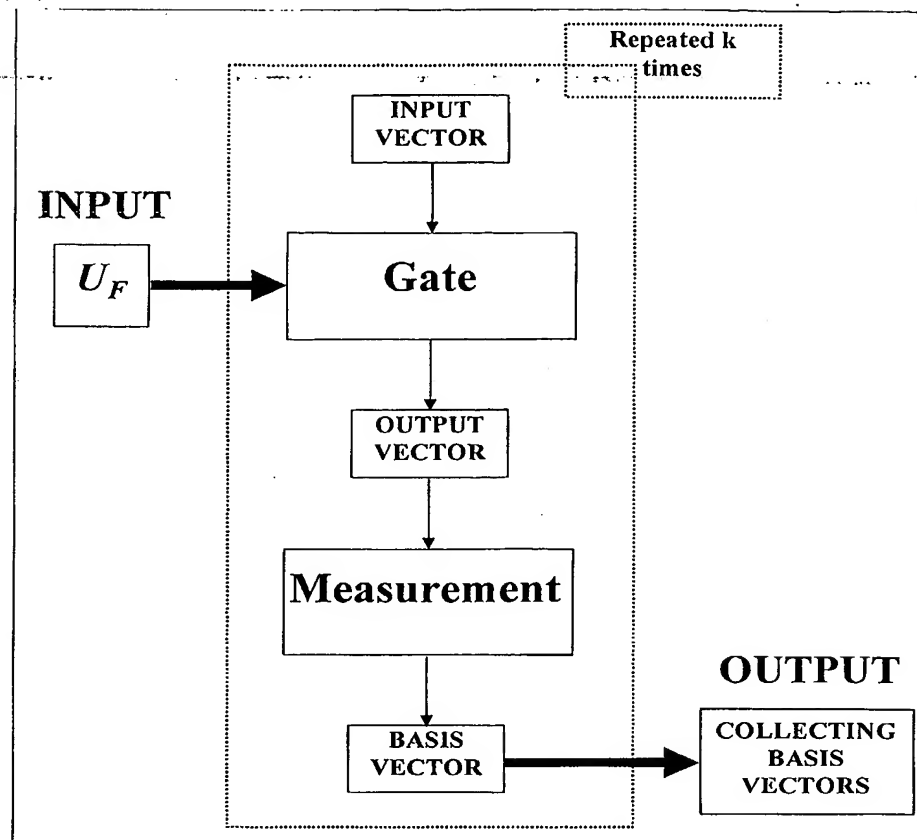 Repeated k
times
INPUT
VECTOR
INPUT
U_F
Gate
OUTPUT
VECTOR
Measurement
OUTPUT
BASIS
VECTOR
COLLECTING
BASIS
VECTORS